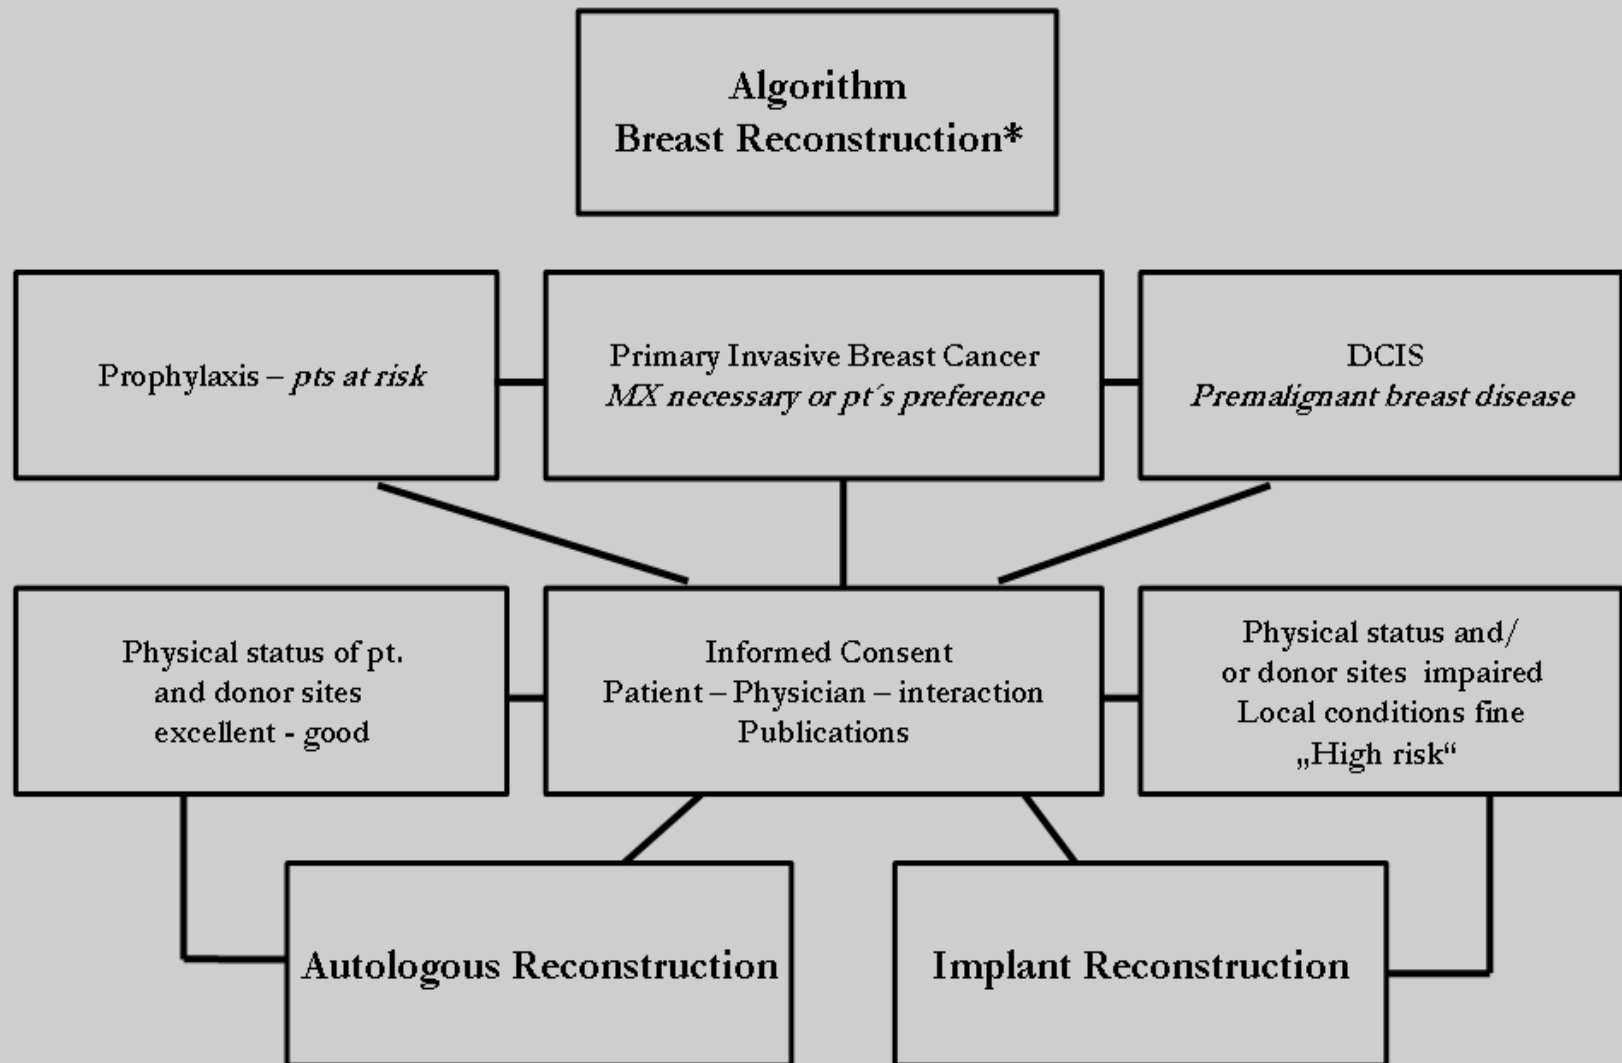 Algorithm
Breast Reconstruction*
Prophylaxis – pts at risk
Primary Invasive Breast Cancer
MX necessary or pt´s preference
DCIS
Premalignant breast disease
Physical status of pt.
and donor sites
excellent - good
Informed Consent
Patient – Physician – interaction
Publications
Physical status and/
or donor sites impaired
Local conditions fine
„High risk“
Autologous Reconstruction
Implant Reconstruction